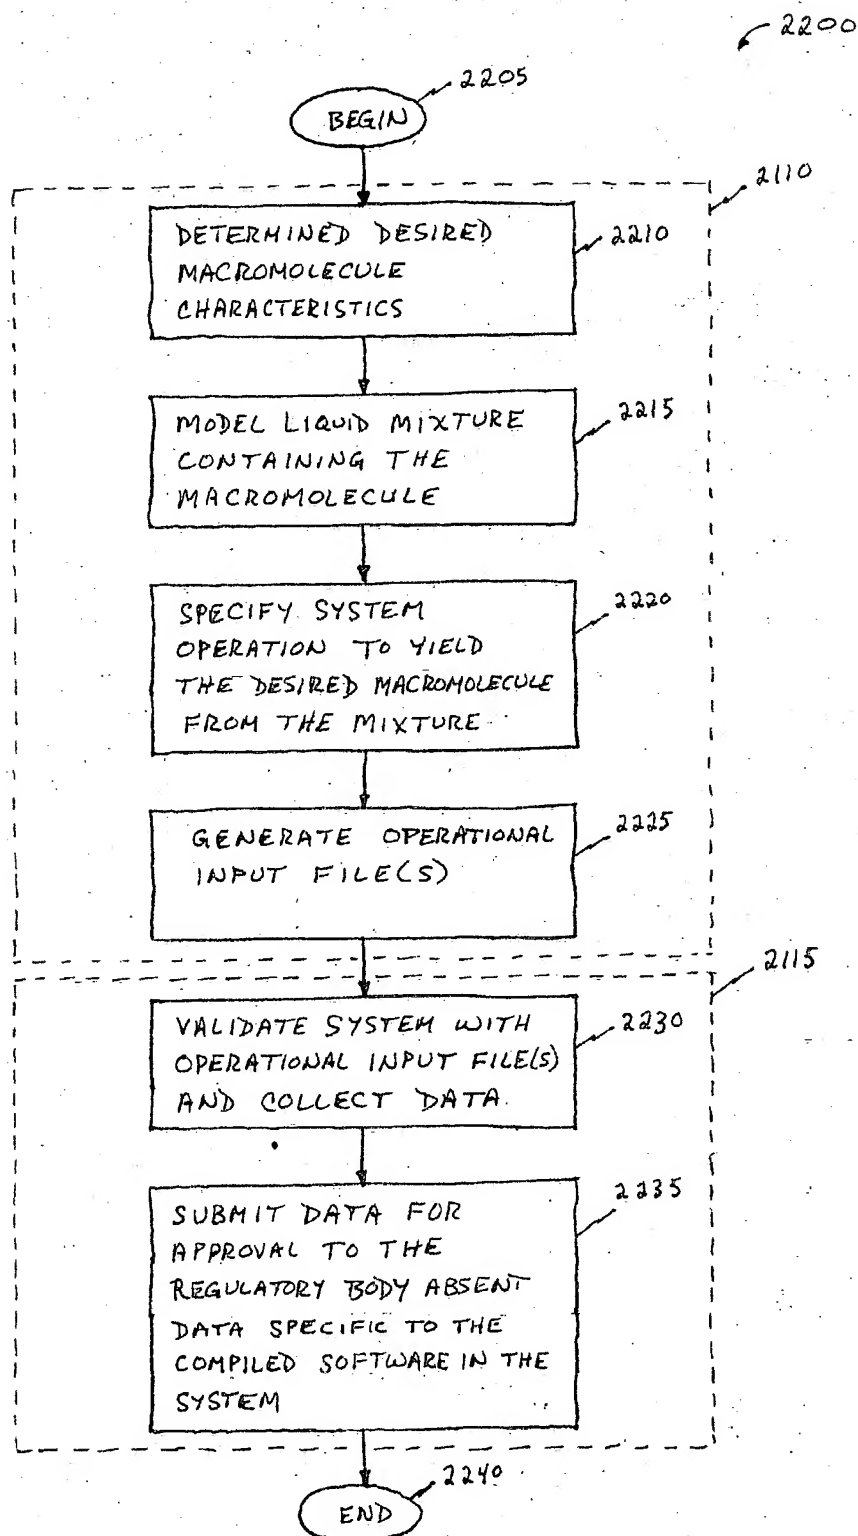 2200
2205
BEGIN
2110
DETERMINED DESIRED
MACROMOLECULE
CHARACTERISTICS
2210
MODEL LIQUID MIXTURE
CONTAINING THE
MACROMOLECULE
2215
SPECIFY SYSTEM
OPERATION TO YIELD
THE DESIRED MACROMOLECULE
FROM THE MIXTURE
2220
GENERATE OPERATIONAL
INPUT FILE(S)
2225
2115
VALIDATE SYSTEM WITH
OPERATIONAL INPUT FILE(S)
AND COLLECT DATA.
2230
SUBMIT DATA FOR
APPROVAL TO THE
REGULATORY BODY ABSENT
DATA SPECIFIC TO THE
COMPILED SOFTWARE IN THE
SYSTEM
2235
2240
END